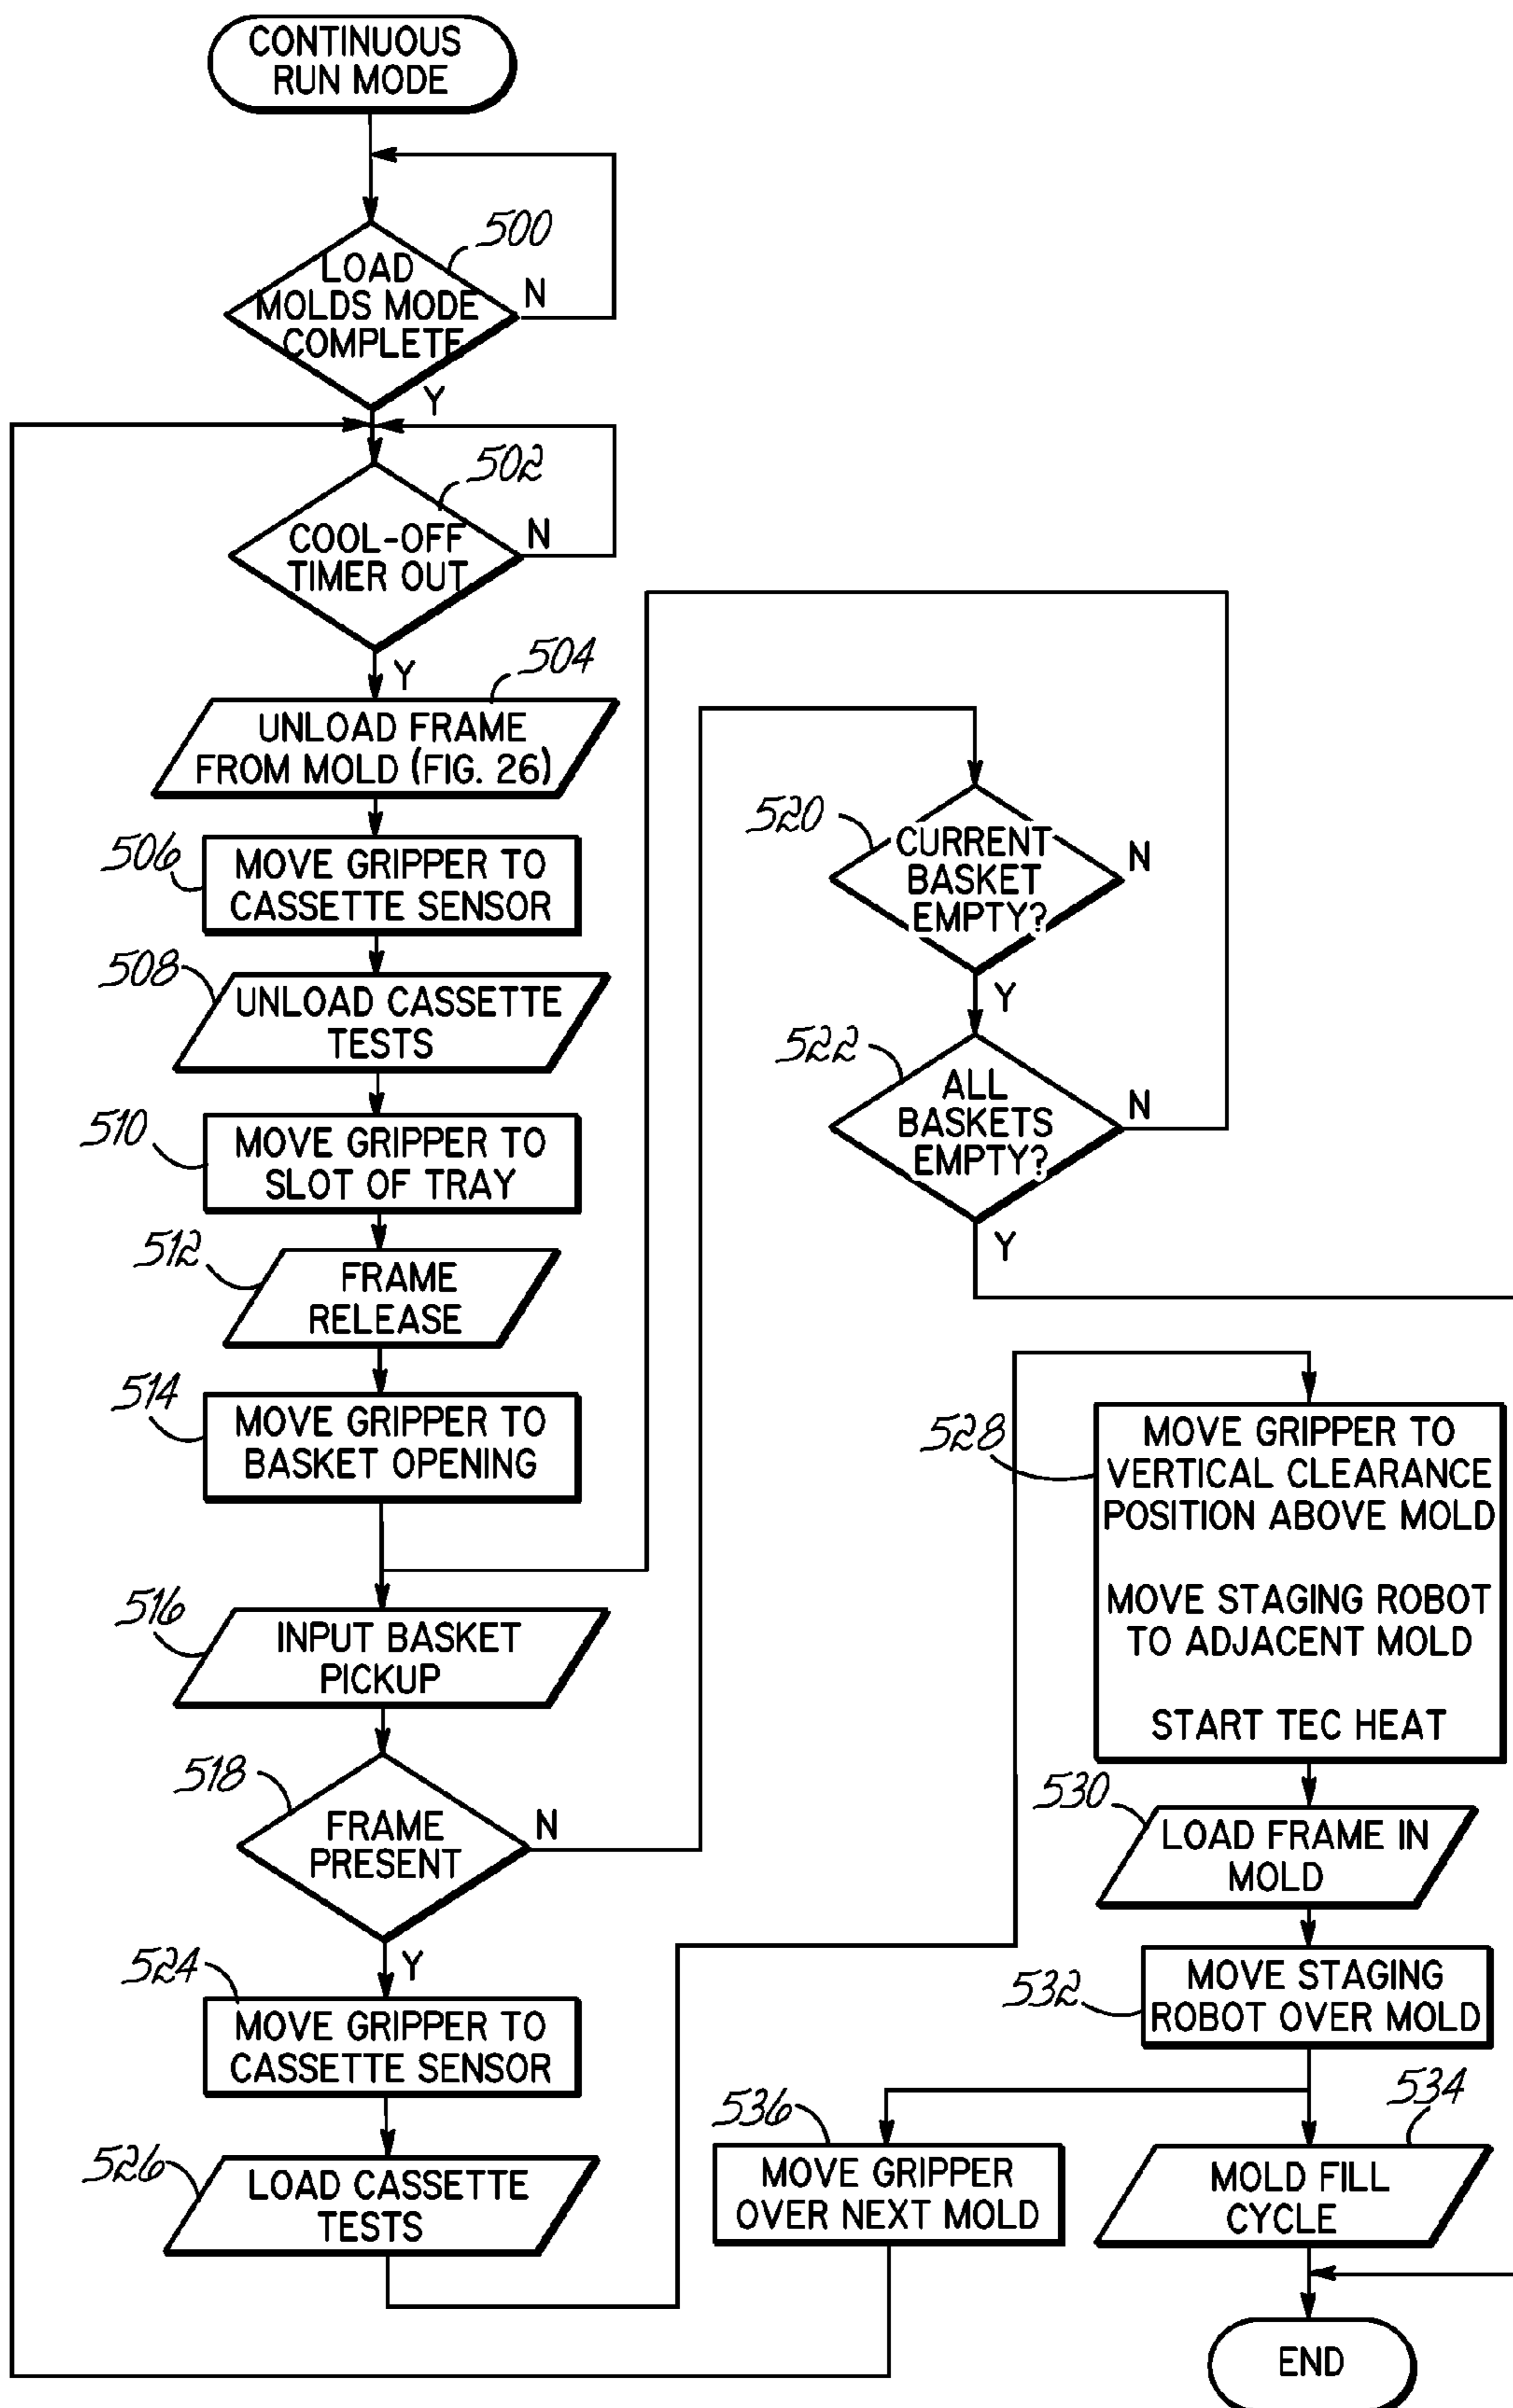 CONTINUOUS
RUN MODE
500
LOAD
MOLDS MODE
COMPLETE
N
Y
502
COOL-OFF
TIMER OUT
N
Y
504
UNLOAD FRAME
FROM MOLD (FIG. 26)
506
MOVE GRIPPER TO
CASSETTE SENSOR
508
UNLOAD CASSETTE
TESTS
510
MOVE GRIPPER TO
SLOT OF TRAY
512
FRAME
RELEASE
514
MOVE GRIPPER TO
BASKET OPENING
516
INPUT BASKET
PICKUP
518
FRAME
PRESENT
N
Y
520
CURRENT
BASKET
EMPTY?
N
Y
522
ALL
BASKETS
EMPTY?
N
Y
524
MOVE GRIPPER TO
CASSETTE SENSOR
526
LOAD CASSETTE
TESTS
528
MOVE GRIPPER TO
VERTICAL CLEARANCE
POSITION ABOVE MOLD
MOVE STAGING ROBOT
TO ADJACENT MOLD
START TEC HEAT
530
LOAD FRAME IN
MOLD
532
MOVE STAGING
ROBOT OVER MOLD
534
MOLD FILL
CYCLE
536
MOVE GRIPPER
OVER NEXT MOLD
END